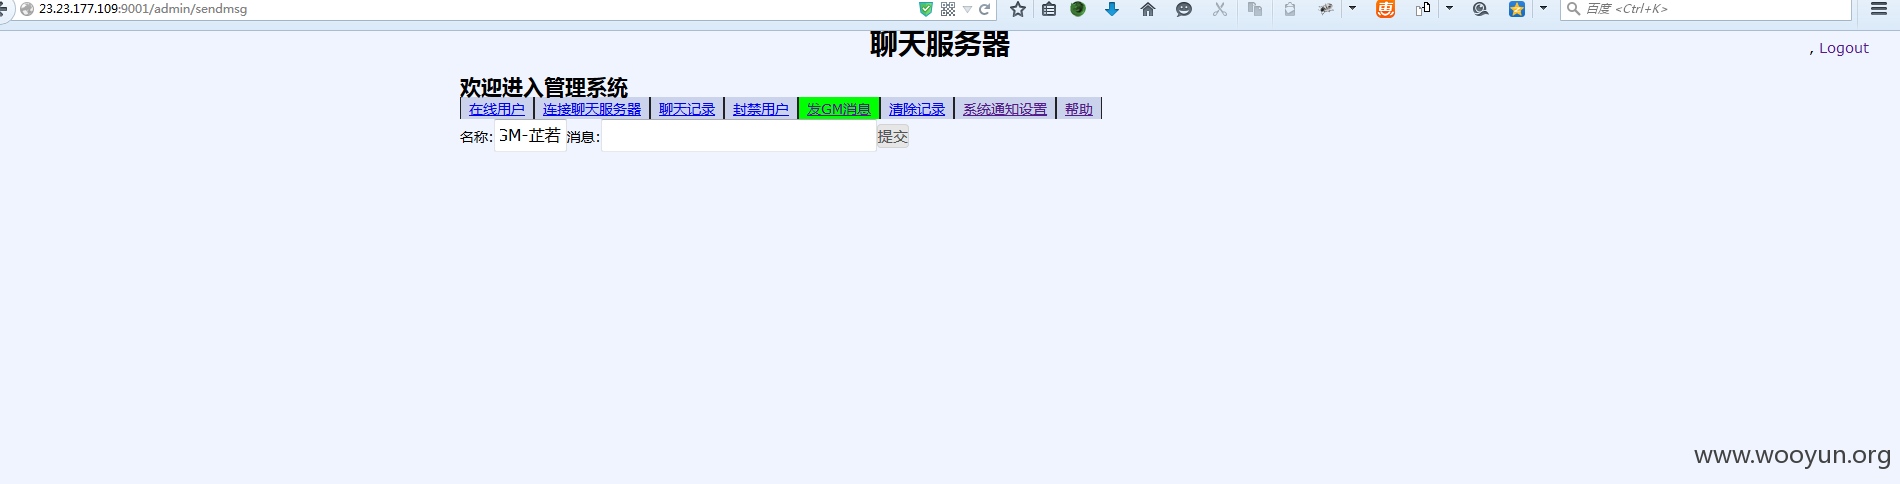 23.23.177.109:9001/admin/sendmsg
百度 <Ctrl+K>
聊天服务器
, Logout
欢迎进入管理系统
在线用户 连接聊天服务器 聊天记录 封禁用户 发GM消息 清除记录 系统通知设置 帮助
名称: GM-芷若 消息: 提交
www.wooyun.org